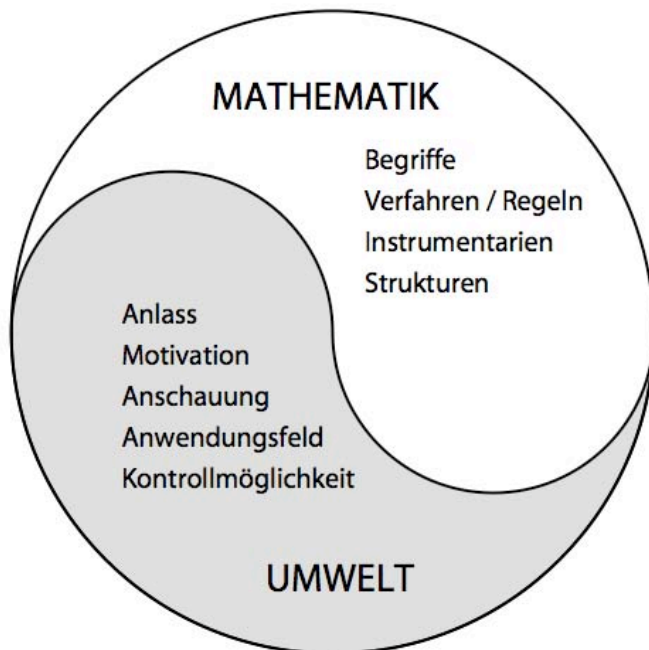 MATHEMATIK
Begriffe
Verfahren / Regeln
Instrumentarien
Strukturen
Anlass
Motivation
Anschauung
Anwendungsfeld
Kontrollmöglichkeit
UMWELT